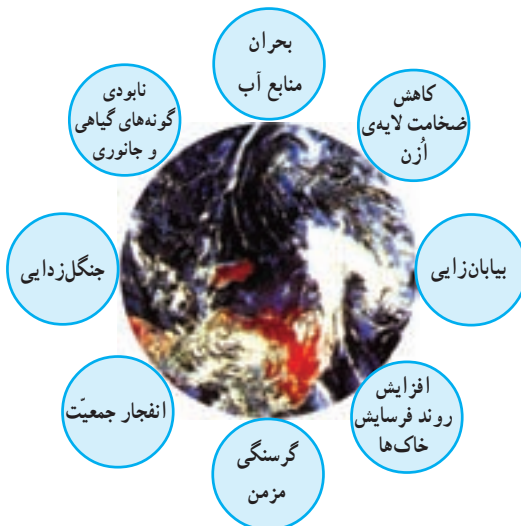 بحران
منابع آب
کاهش
ضخامت لایه‌ی
اُزن
بیابان‌زایی
افزایش
روند فرسایش
خاک‌ها
گرسنگی
مزمن
انفجار جمعیّت
جنگل‌زدایی
نابودی
گونه‌های گیاهی
و جانوری